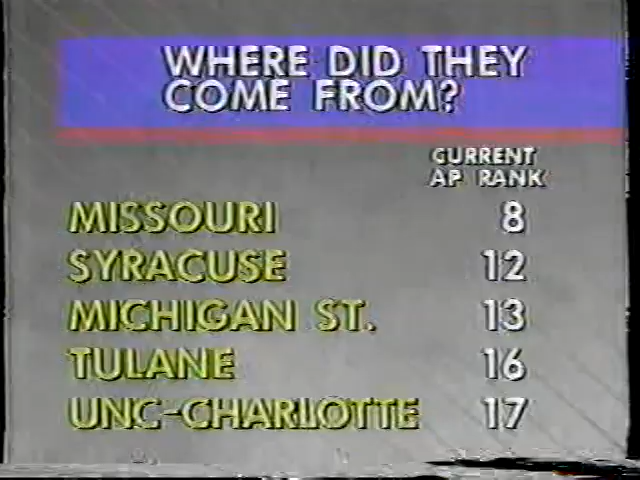 WHERE DID THEY
COME FROM?
CURRENT
AP RANK
MISSOURI 8
SYRACUSE 12
MICHIGAN ST. 13
TULANE 16
UNC-CHARLOTTE 17